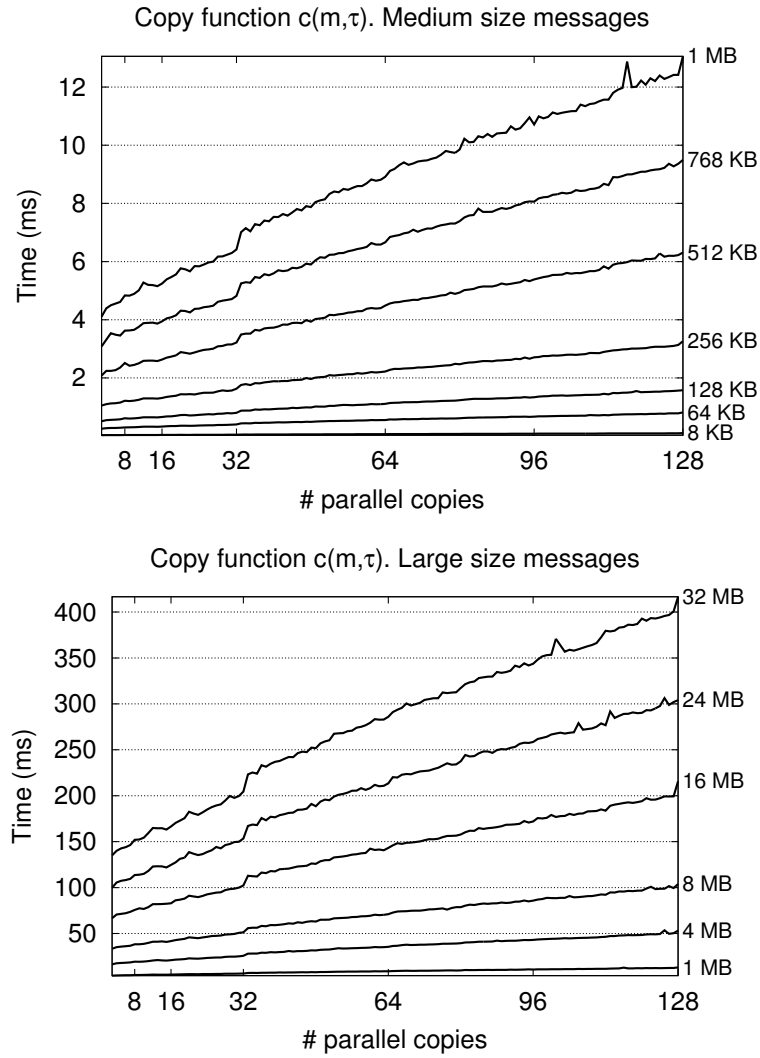 Copy function c(m,τ). Medium size messages
1 MB
12
10
768 KB
8
6
512 KB
4
256 KB
2
128 KB
64 KB
8 KB
Time (ms)
8 16 32 64 96 128
# parallel copies
Copy function c(m,τ). Large size messages
32 MB
400
350
300
24 MB
250
16 MB
200
150
100
8 MB
50
4 MB
1 MB
Time (ms)
8 16 32 64 96 128
# parallel copies